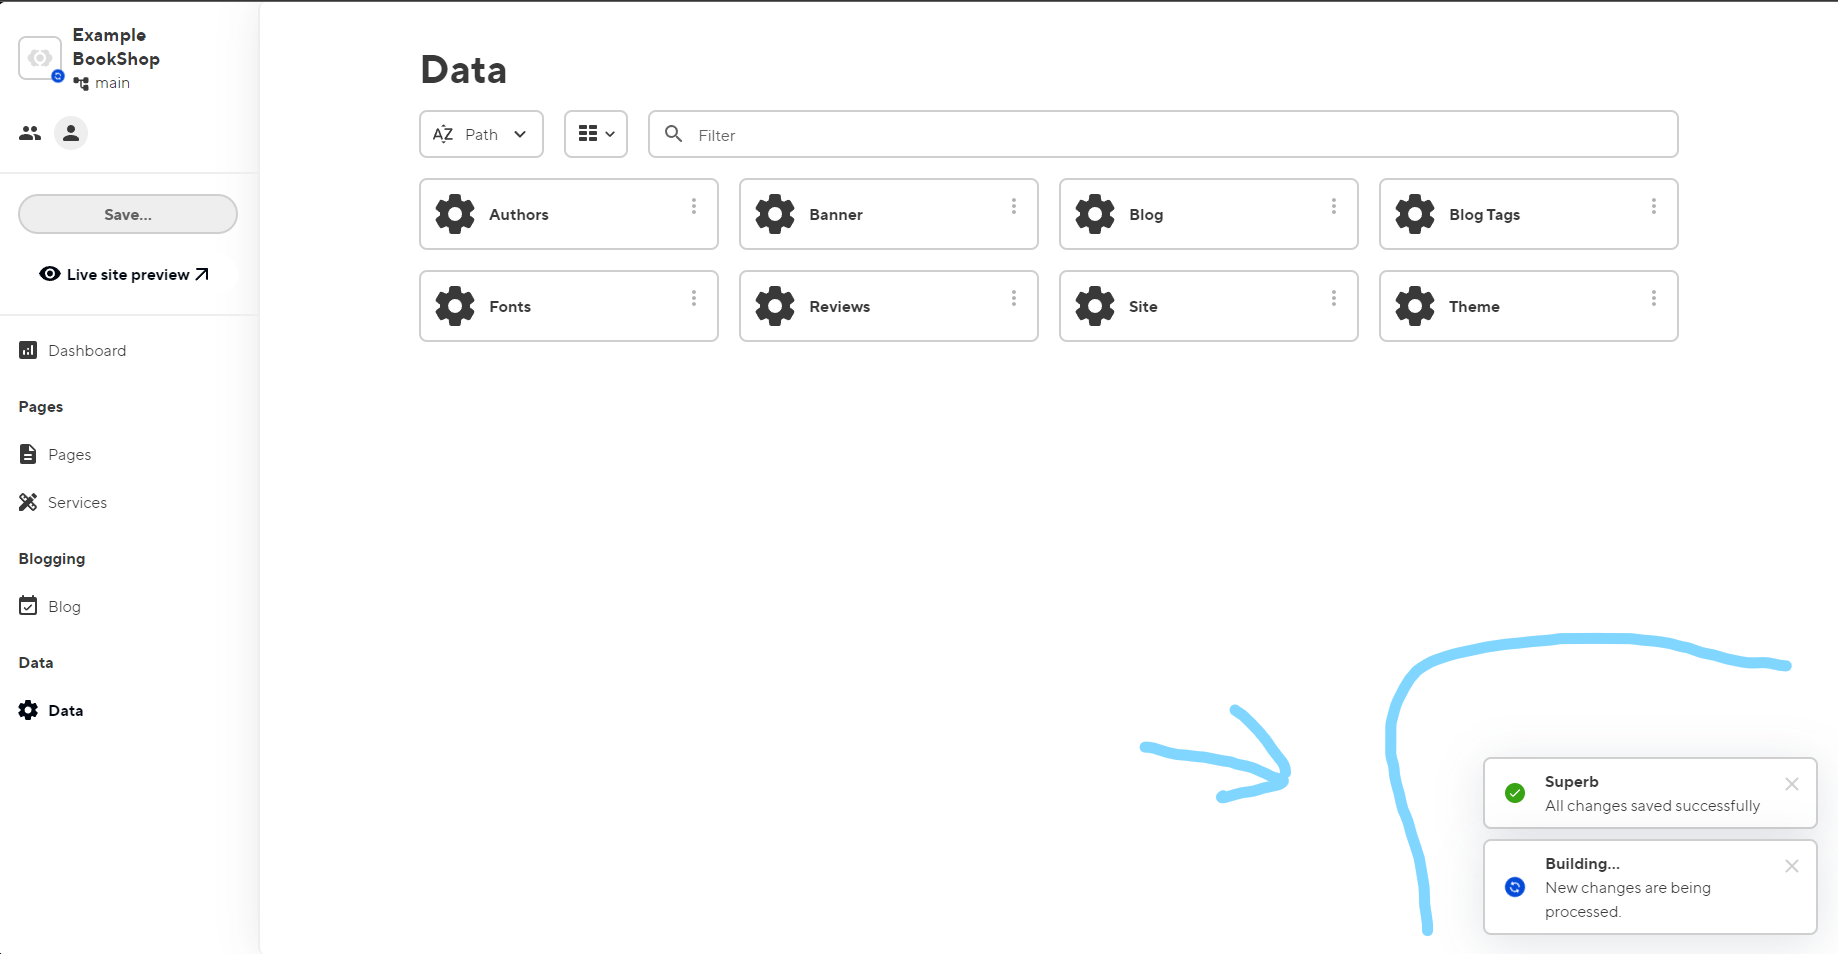 Example
BookShop
main
Save...
Live site preview
Dashboard
Pages
Pages
Services
Blogging
Blog
Data
Data
Data
AZ Path
Filter
Authors
Banner
Blog
Blog Tags
Fonts
Reviews
Site
Theme
Superb
All changes saved successfully
Building...
New changes are being
processed.